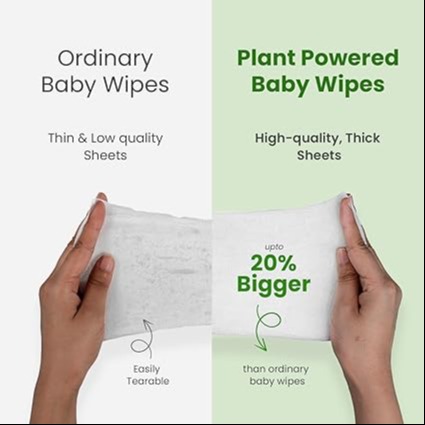 Ordinary
Baby Wipes
Thin & Low quality
Sheets
Easily
Tearable
Plant Powered
Baby Wipes
High-quality, Thick
Sheets
upto
20%
Bigger
than ordinary
baby wipes